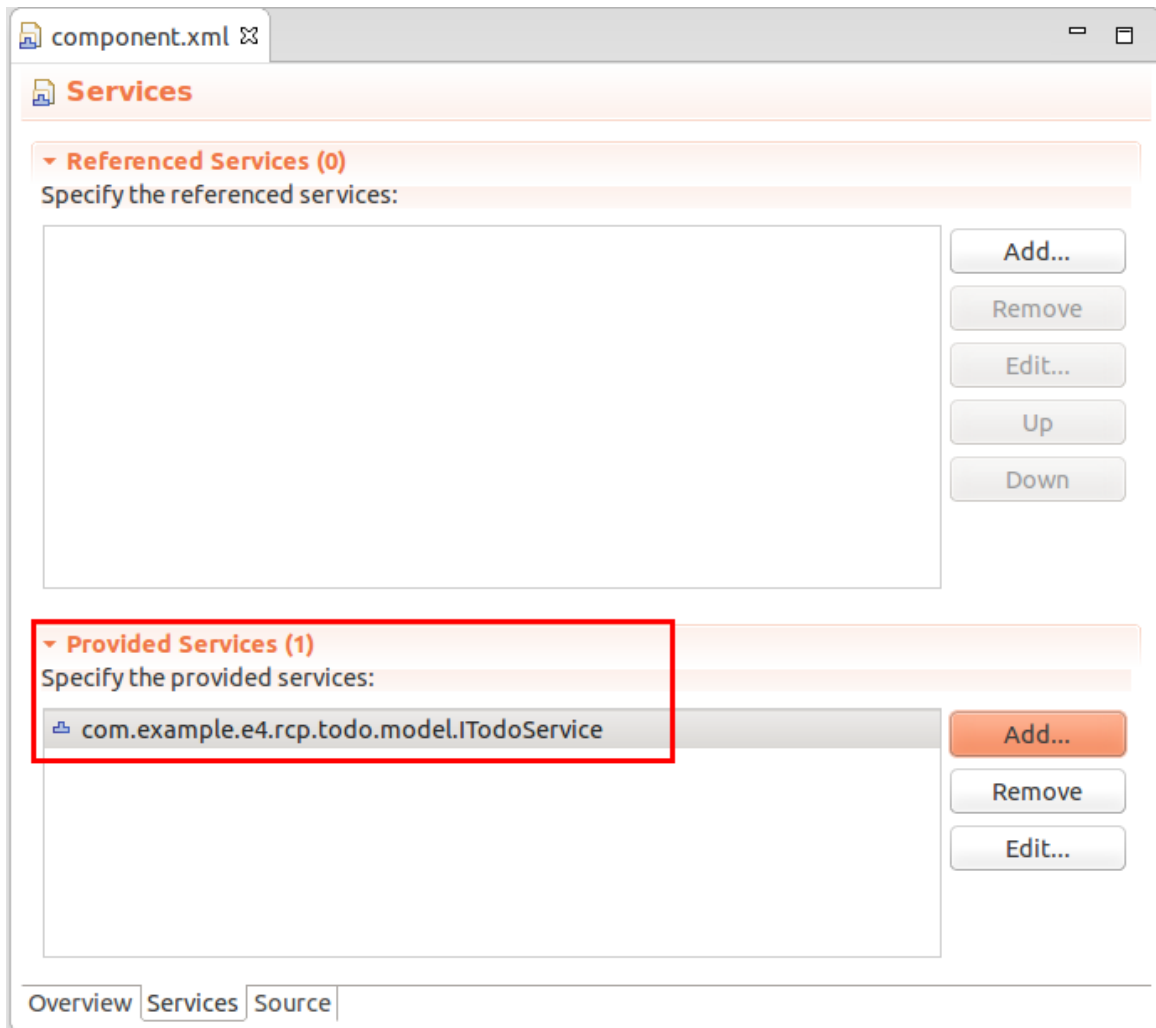 component.xml
Services
Referenced Services (0)
Specify the referenced services:
Add...
Remove
Edit...
Up
Down
Provided Services (1)
Specify the provided services:
com.example.e4.rcp.todo.model.ITodoService
Add...
Remove
Edit...
Overview Services Source